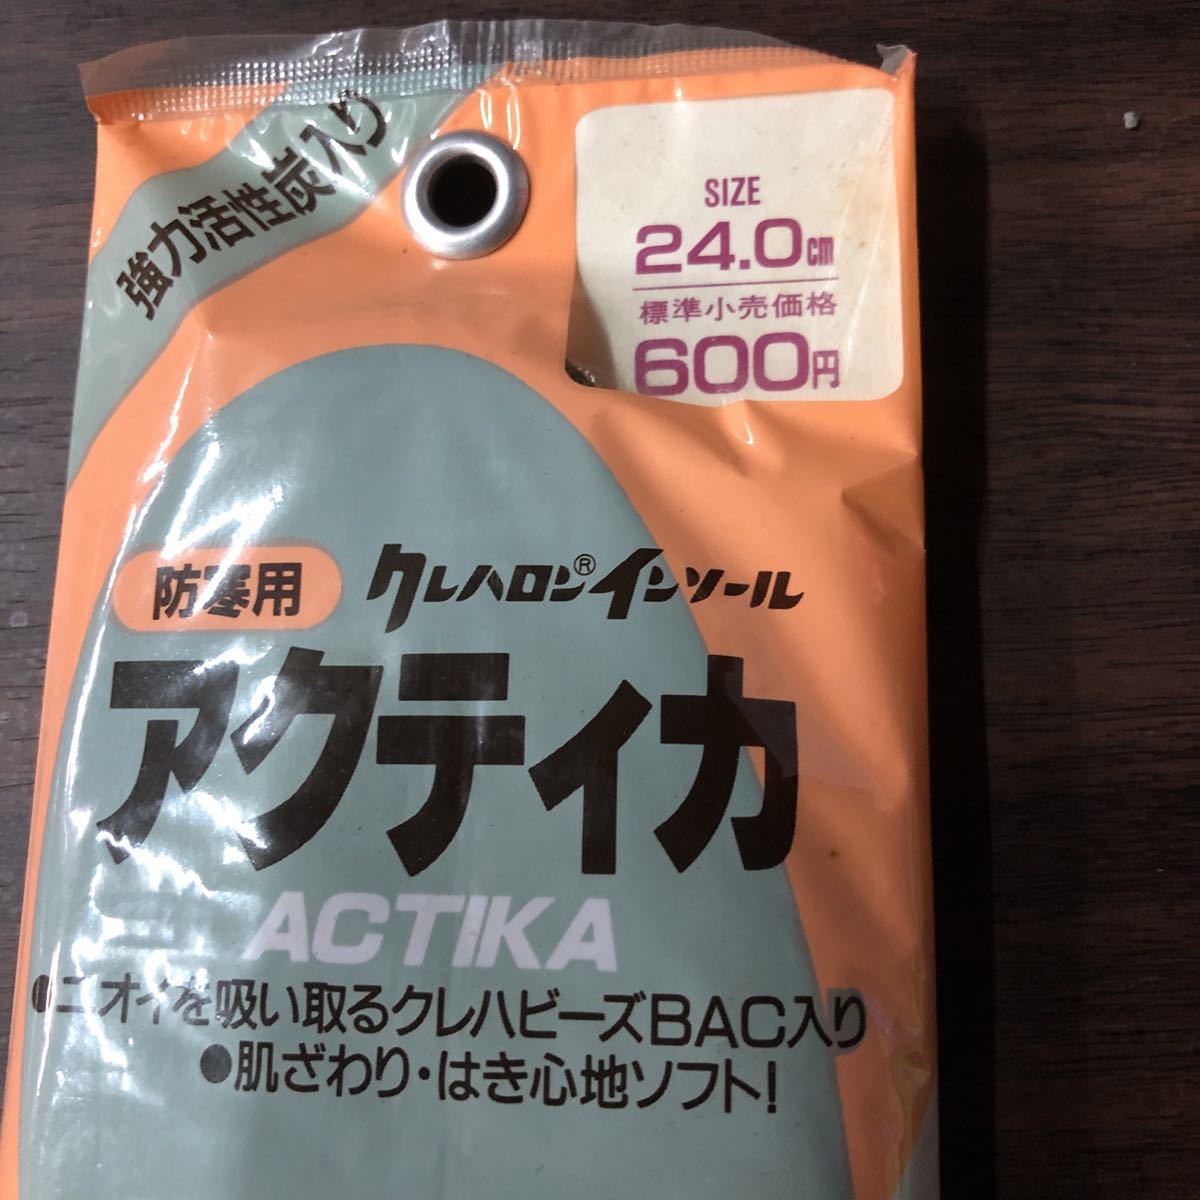 強力活性炭入り
SIZE
24.0cm
標準小売価格
600円
防寒用
クレハロン®インソール
アクティカ
ACTIKA
●ニオイを吸い取るクレハビーズBAC入り
●肌ざわり・はき心地ソフト!